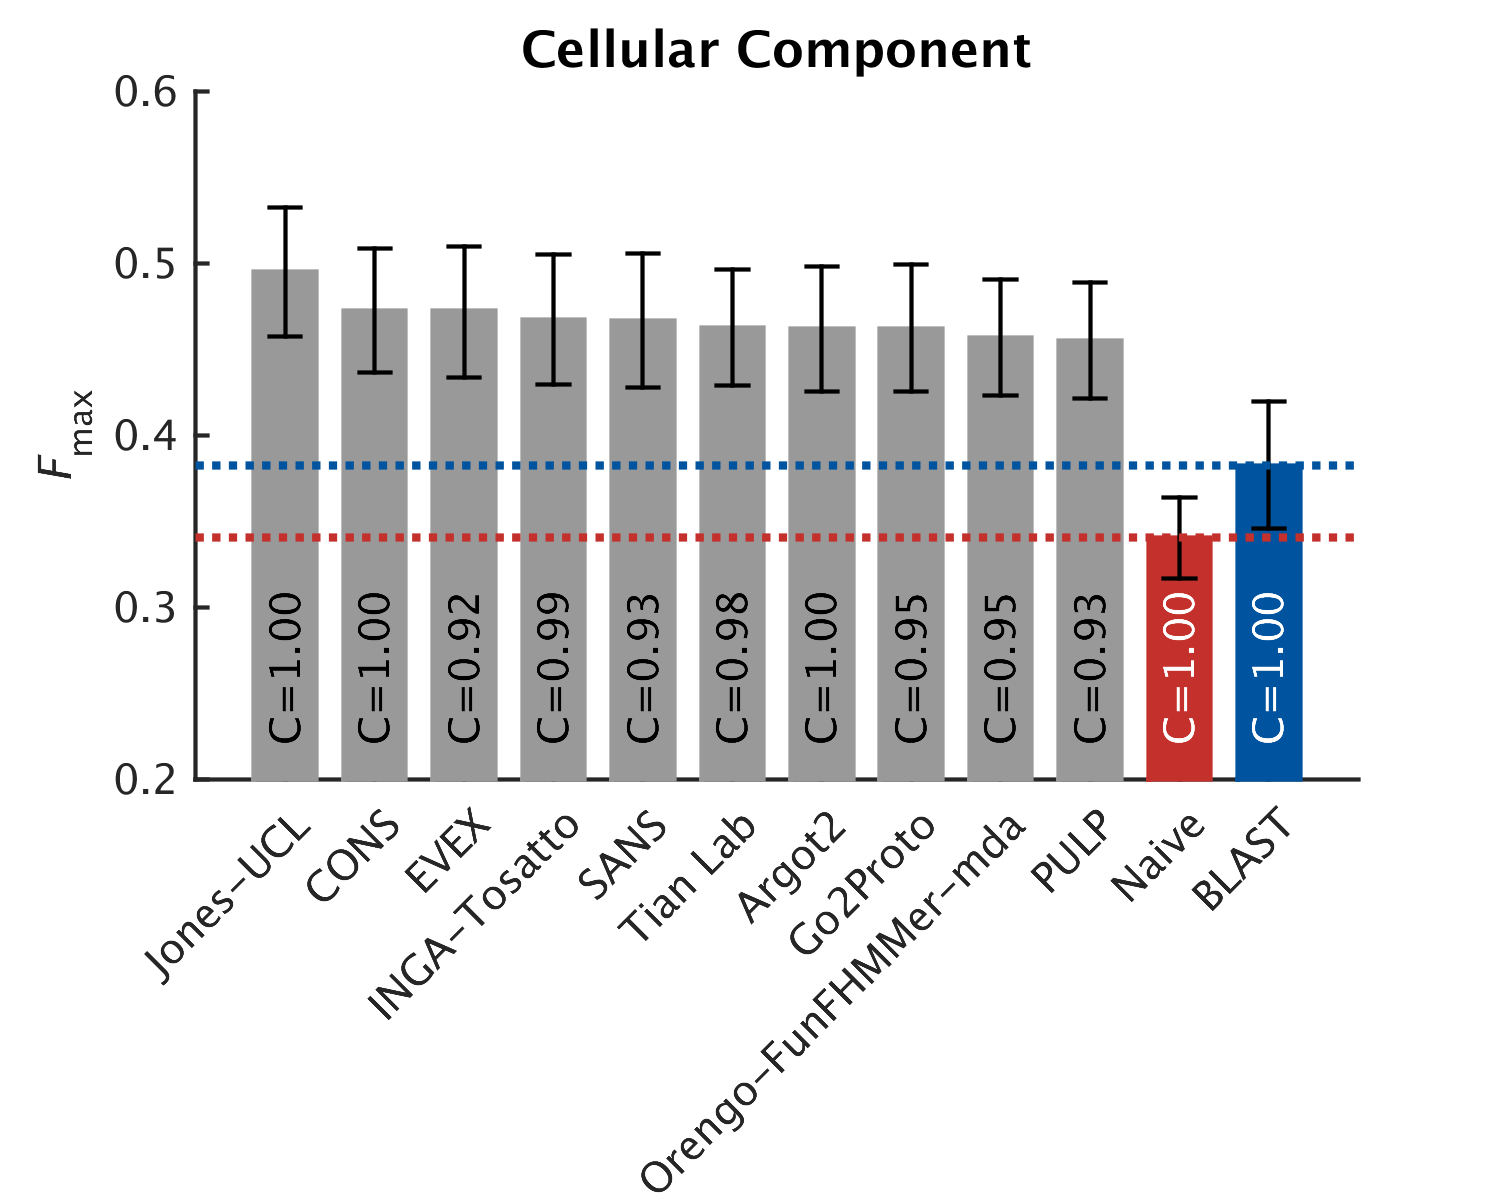 Cellular Component
0.6
0.5
0.4
0.3
0.2
Fmax
C=1.00
C=1.00
C=0.92
C=0.99
C=0.93
C=0.98
C=1.00
C=0.95
C=0.95
C=0.93
C=1.00
C=1.00
Jones-UCL
CONS
EVEX
INGA-Tosatto
SANS
Tian Lab
Argot2
Go2Proto
Orengo-FunFHMMer-mda
PULP
Naive
BLAST